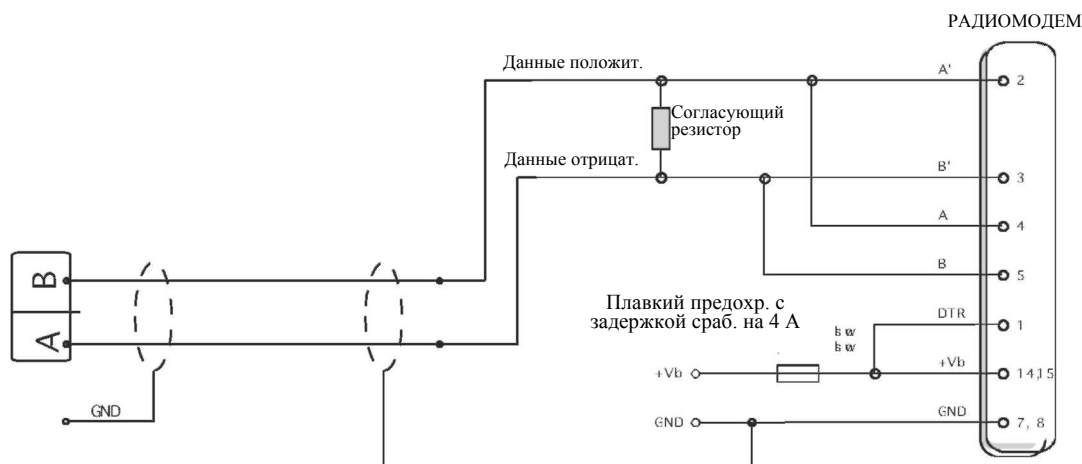 РАДИОМОДЕМ
Данные положит.
A'
2
Согласующий
резистор
Данные отрицат.
B'
3
A
4
B
B
5
Плавкий предохр. с
задержкой сраб. на 4 А
DTR
1
A
+Vb
+Vb
14,15
GND
GND
GND
7, 8